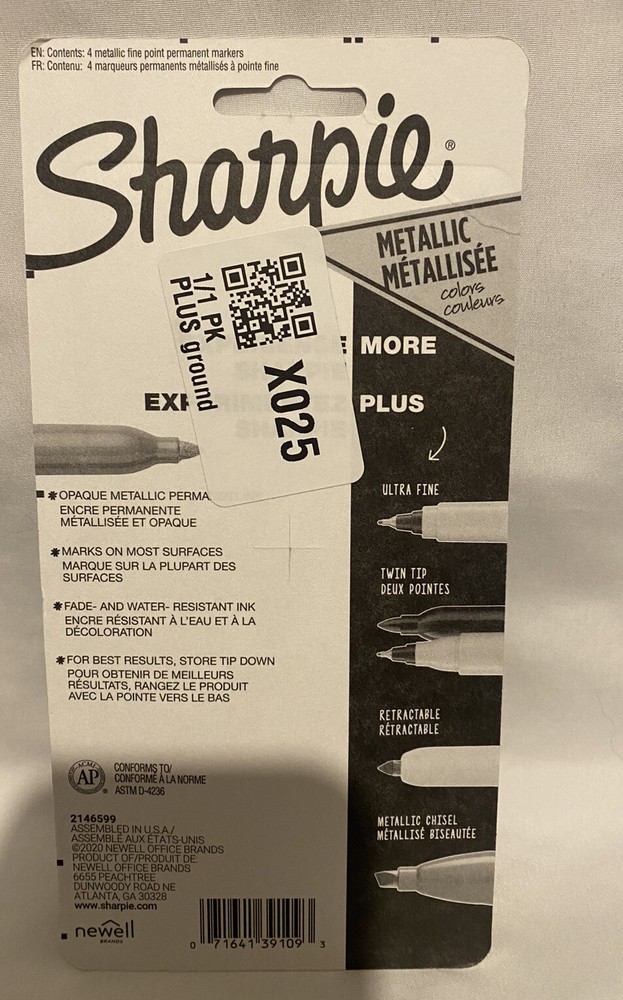 EN: Contents: 4 metallic fine point permanent markers
FR: Contenu: 4 marqueurs permanents métallisés à pointe fine
Sharpie®
METALLIC
MÉTALLISÉE
colors
couleurs
1/1 PK
PLUS ground
X025
MORE
PLUS
ULTRA FINE
TWIN TIP
DEUX POINTES
RETRACTABLE
RÉTRACTABLE
METALLIC CHISEL
MÉTALLISÉ BISEAUTÉE
*OPAQUE METALLIC
ENCRE PERMANENTE
MÉTALLISÉE ET OPAQUE
*MARKS ON MOST SURFACES
MARQUE SUR LA PLUPART DES
SURFACES
*FADE- AND WATER- RESISTANT INK
ENCRE RÉSISTANT À L'EAU ET À LA
DÉCOLORATION
*FOR BEST RESULTS, STORE TIP DOWN
POUR OBTENIR DE MEILLEURS
RÉSULTATS, RANGEZ LE PRODUIT
AVEC LA POINTE VERS LE BAS
ACMI
AP®
CONFORMS TO/
CONFORME À LA NORME
ASTM D-4236
2146599
ASSEMBLED IN U.S.A./
ASSEMBLÉ AUX ÉTATS-UNIS
©2020 NEWELL OFFICE BRANDS
PRODUCT OF/PRODUIT DE:
NEWELL OFFICE BRANDS
6655 PEACHTREE
DUNWOODY ROAD NE
ATLANTA, GA 30328
www.sharpie.com
newell
BRANDS
0 71641 39109 3